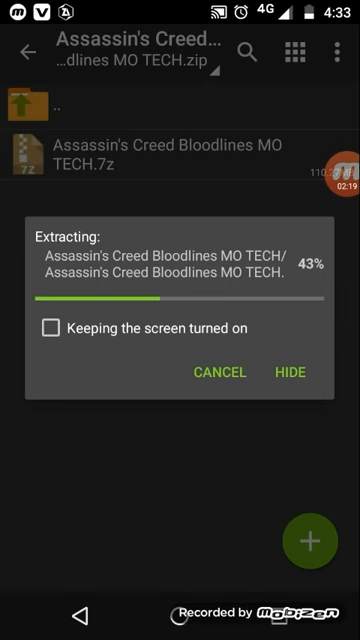 4G 4:33
Assassin's Creed...
...dlines MO TECH.zip
..
Assassin's Creed Bloodlines MO
TECH.7z
7Z
02:19
Extracting:
Assassin's Creed Bloodlines MO TECH/
Assassin's Creed Bloodlines MO TECH.
43%
Keeping the screen turned on
CANCEL HIDE
Recorded by mobizen